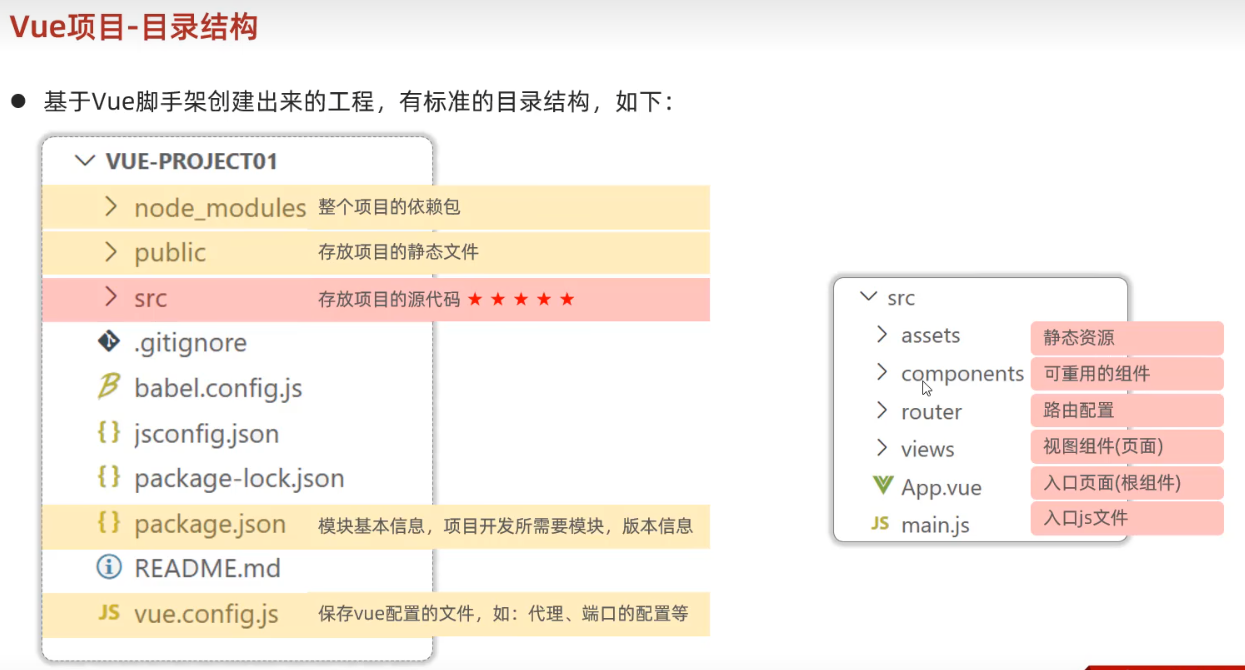 Vue项目-目录结构
基于Vue脚手架创建出来的工程，有标准的目录结构，如下：
VUE-PROJECT01
node_modules 整个项目的依赖包
public 存放项目的静态文件
src 存放项目的源代码 ★ ★ ★ ★ ★
.gitignore
babel.config.js
{} jsconfig.json
{} package-lock.json
{} package.json 模块基本信息，项目开发所需要模块，版本信息
README.md
JS vue.config.js 保存vue配置的文件，如：代理、端口的配置等
src
assets 静态资源
components 可重用的组件
router 路由配置
views 视图组件(页面)
App.vue 入口页面(根组件)
JS main.js 入口js文件